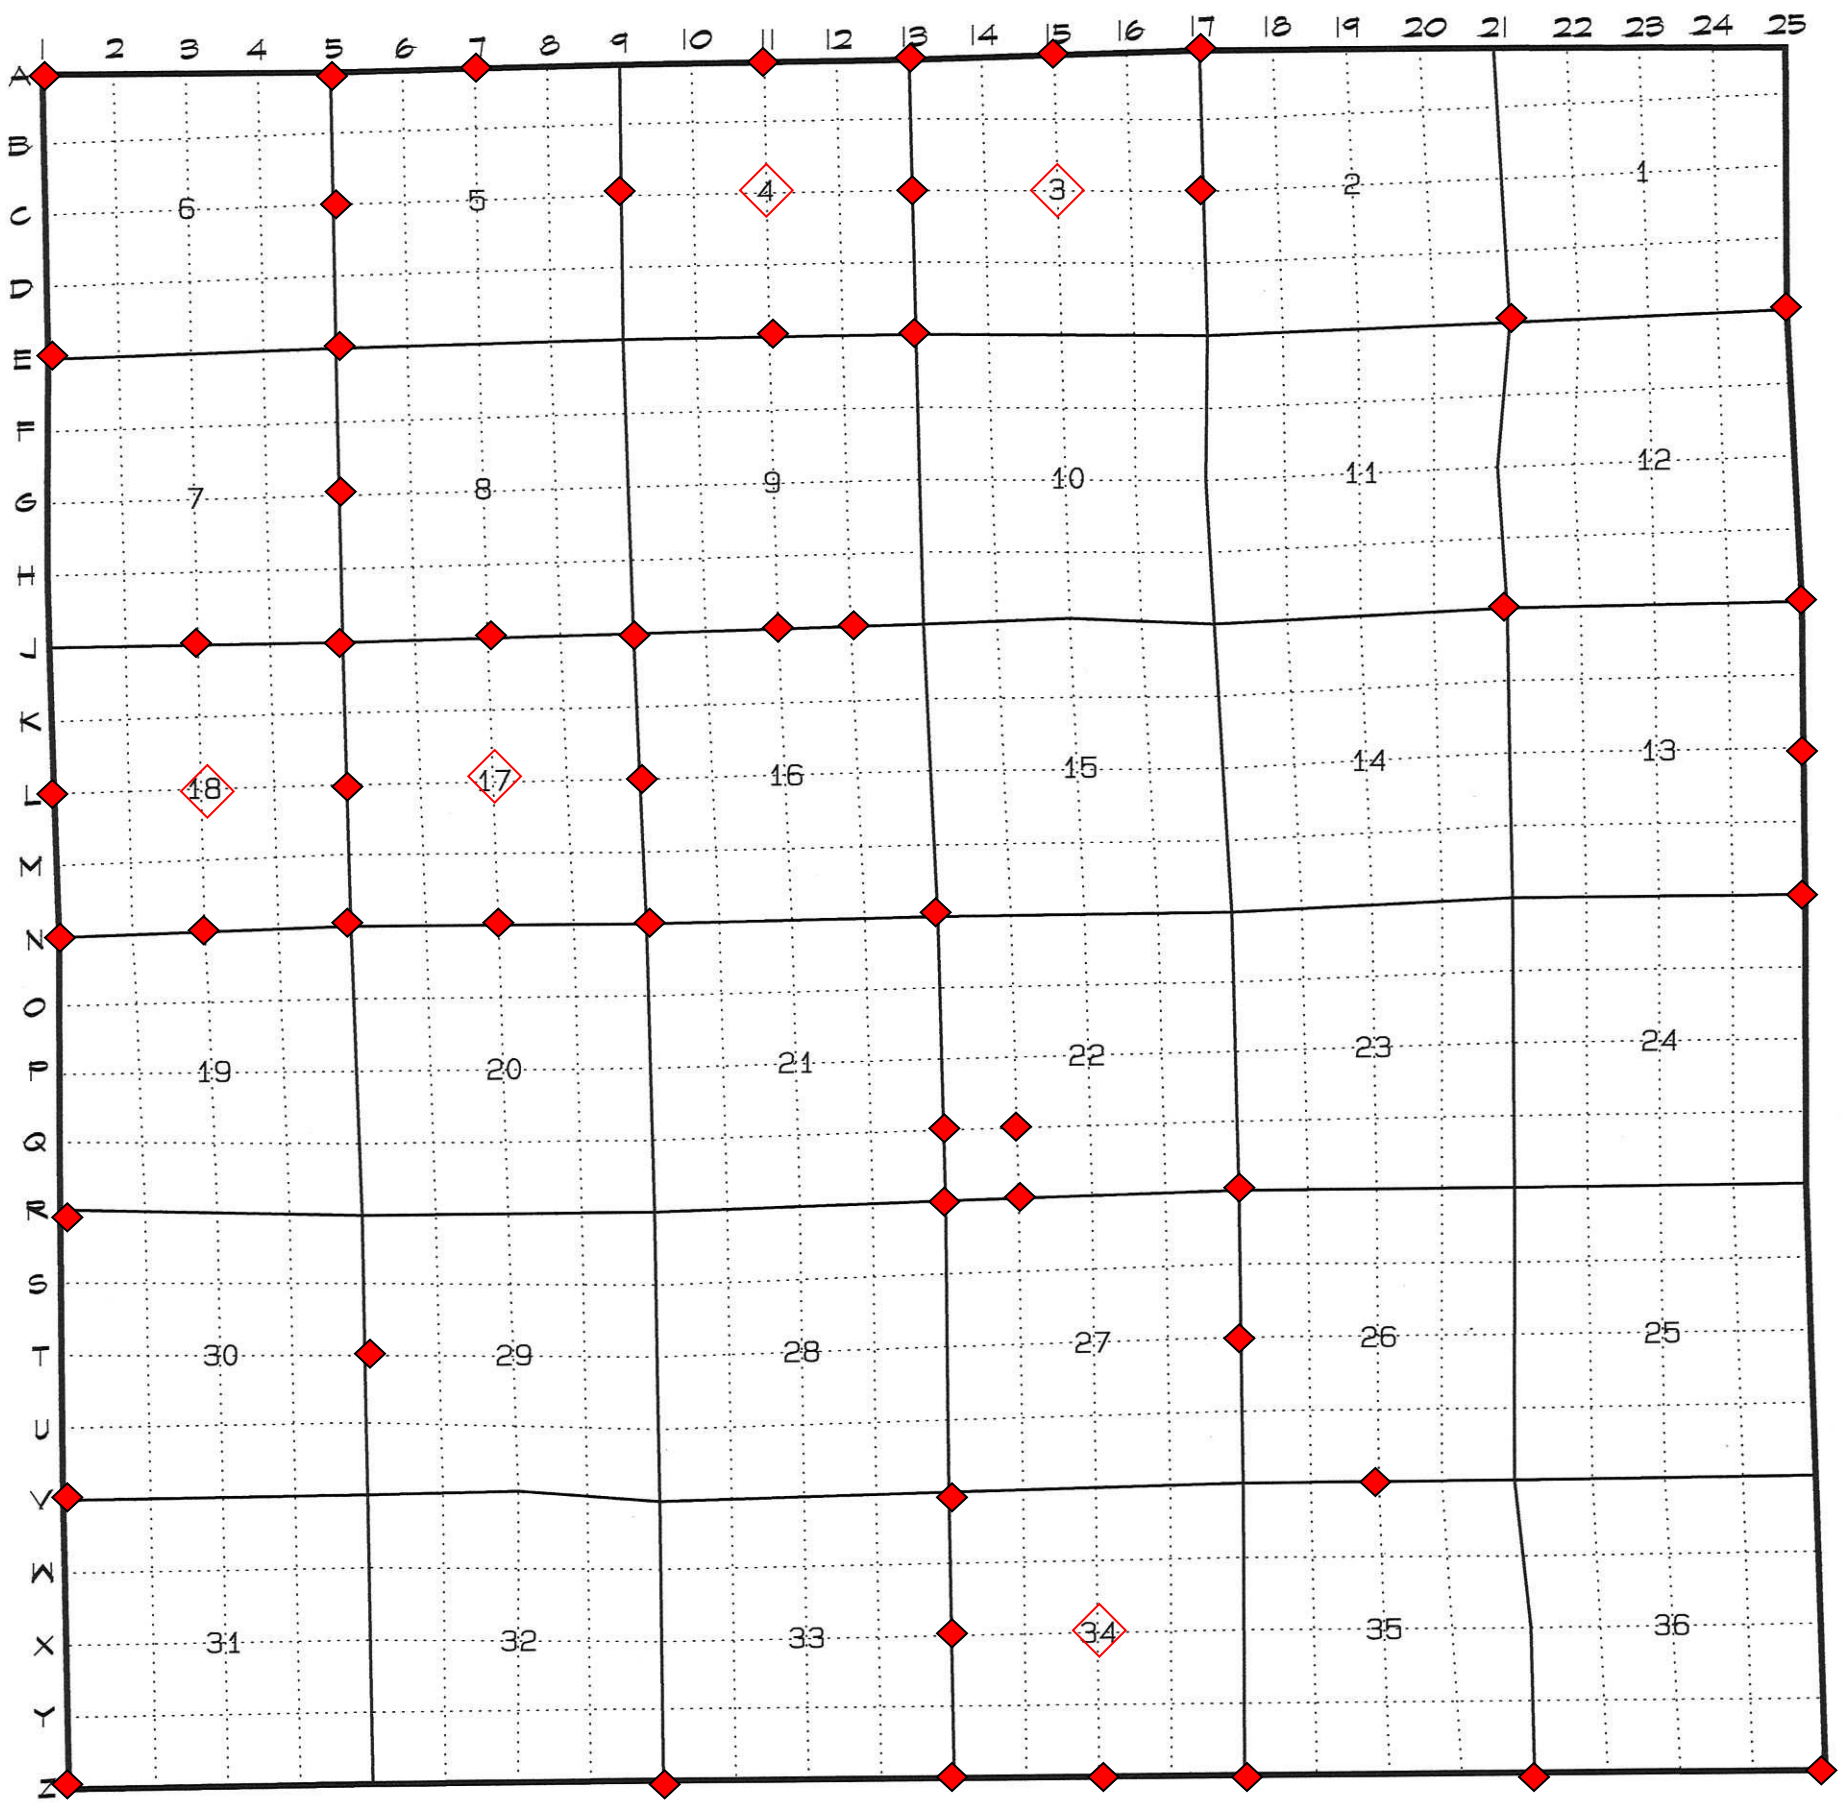 1 2 3 4 5 6 7 8 9 10 11 12 13 14 15 16 17 18 19 20 21 22 23 24 25
A
B
C 6 5 4 3 2 1
D
E
F
G 7 8 9 10 11 12
H
J
K
L 18 17 16 15 14 13
M
N
O
P 19 20 21 22 23 24
Q
R
S
T 30 29 28 27 26 25
U
V
W
X 31 32 33 34 35 36
Y
Z